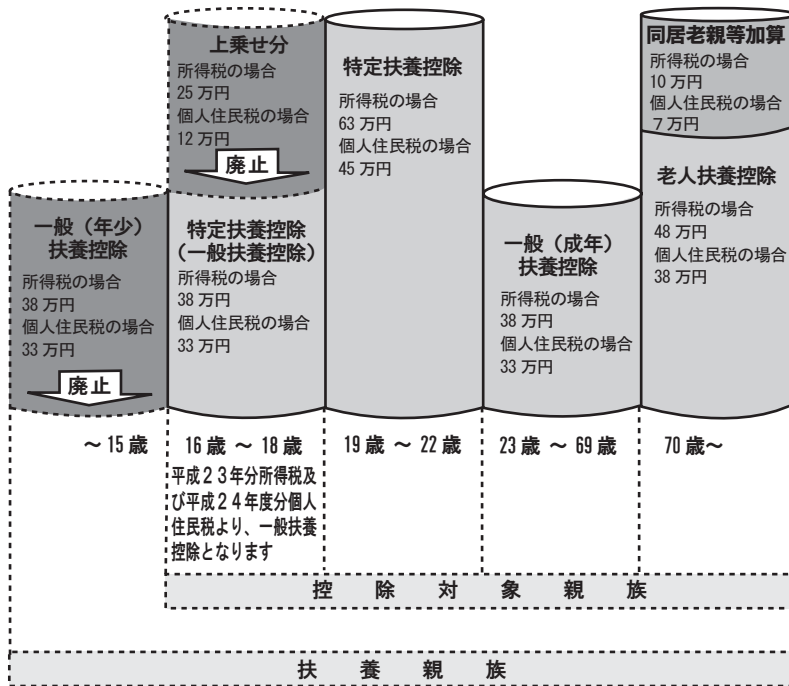 上乗せ分
所得税の場合
25 万円
個人住民税の場合
12 万円
廃止
特定扶養控除
所得税の場合
63 万円
個人住民税の場合
45 万円
同居老親等加算
所得税の場合
10 万円
個人住民税の場合
７万円
一般（年少）
扶養控除
所得税の場合
38 万円
個人住民税の場合
33 万円
廃止
特定扶養控除
（一般扶養控除）
所得税の場合
38 万円
個人住民税の場合
33 万円
一般（成年）
扶養控除
所得税の場合
38 万円
個人住民税の場合
33 万円
老人扶養控除
所得税の場合
48 万円
個人住民税の場合
38 万円
～ 15 歳
16 歳 ～ 18 歳
19 歳 ～ 22 歳
23 歳 ～ 69 歳
70 歳～
平成２３年分所得税及
び平成２４年度分個人
住民税より、一般扶養
控除となります
控除対象親族
扶養親族